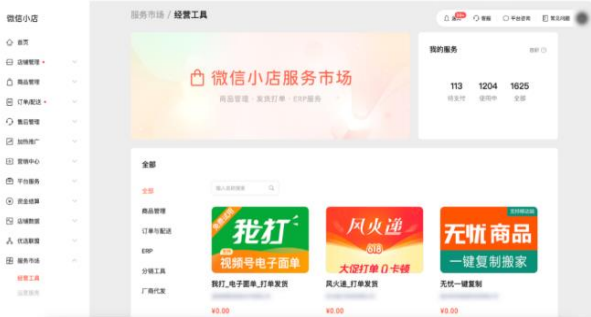 微信小店
服务市场 / 经营工具
客服
平台咨询
常见问题
首页
店铺管理
商品管理
订单/配送
售后管理
加热推广
营销中心
平台服务
资金结算
店铺数据
优选联盟
服务市场
经营工具
微信小店服务市场
商品管理 · 发货打单 · ERP服务
我的服务
113
1204
1625
待支付
使用中
全部
全部
全部
商品管理
订单与配送
ERP
分销工具
厂商代发
免费试用
我打
视频号电子面单
我打_电子面单_打单发货
¥0.00
风火递
618
大促打单0卡顿
风火递_打单发货
¥0.00
无忧商品
一键复制搬家
无忧一键复制
¥0.00